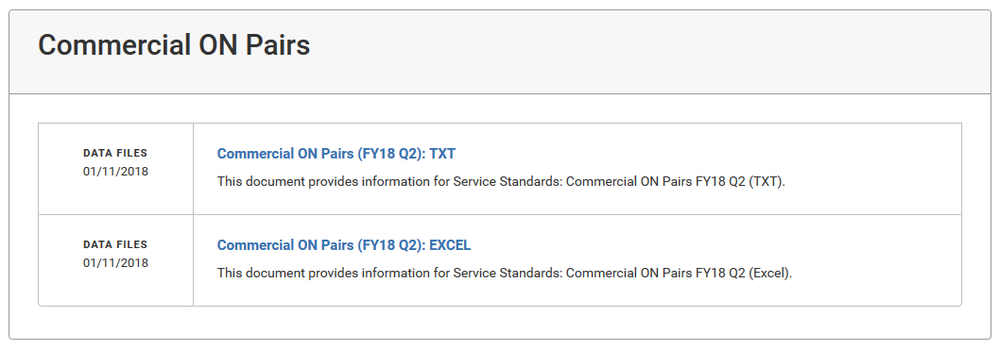 Commercial ON Pairs
DATA FILES
01/11/2018
Commercial ON Pairs (FY18 Q2): TXT
This document provides information for Service Standards: Commercial ON Pairs FY18 Q2 (TXT).
DATA FILES
01/11/2018
Commercial ON Pairs (FY18 Q2): EXCEL
This document provides information for Service Standards: Commercial ON Pairs FY18 Q2 (Excel).